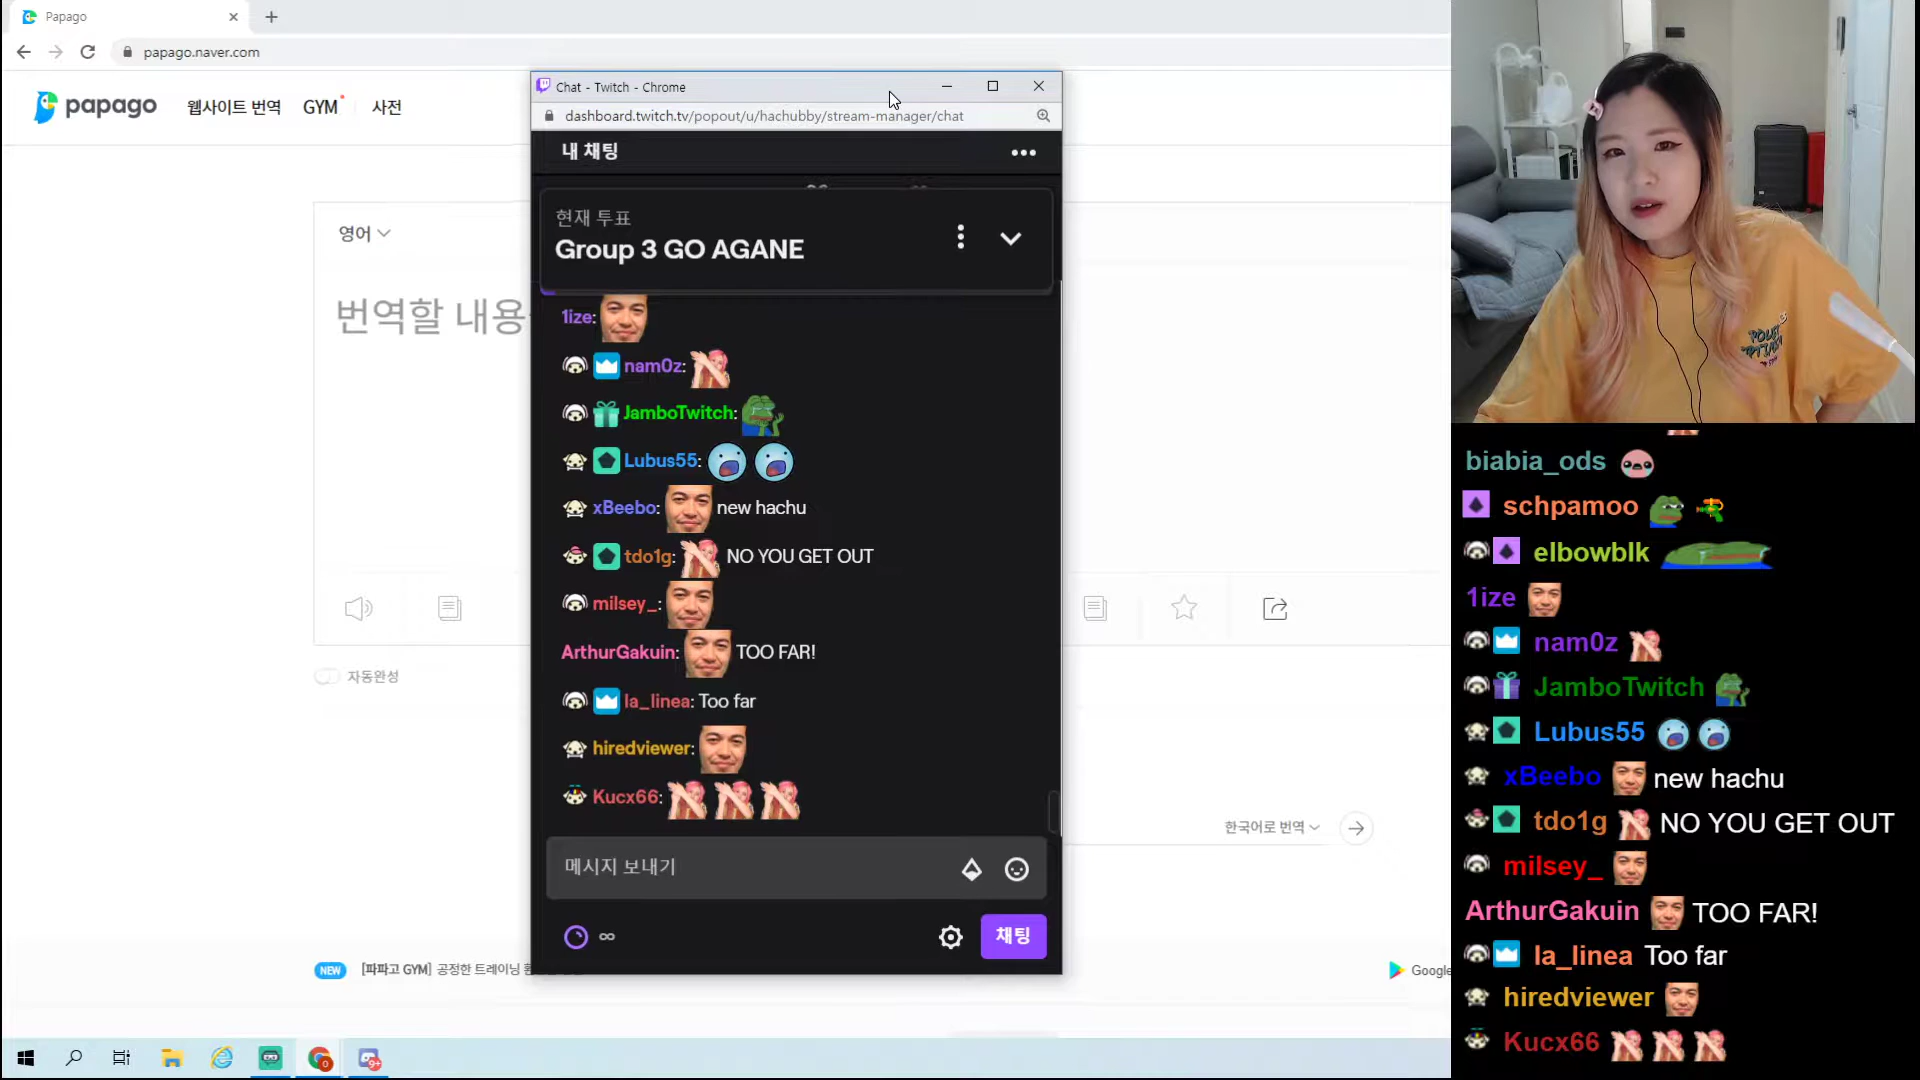 Papago
papago.naver.com
papago
웹사이트 번역
GYM
사전
영어
번역할 내용
자동완성
한국어로 번역
NEW
[파파고 GYM] 공정한 트레이닝
Google
Chat - Twitch - Chrome
dashboard.twitch.tv/popout/u/hachubby/stream-manager/chat
내 채팅
현재 투표
Group 3 GO AGANE
1ize:
nam0z:
JamboTwitch:
Lubus55:
xBeebo: new hachu
tdo1g: NO YOU GET OUT
milsey_:
ArthurGakuin: TOO FAR!
la_linea: Too far
hiredviewer:
Kucx66:
메시지 보내기
∞
채팅
biabia_ods
schpamoo
elbowblk
1ize
nam0z
JamboTwitch
Lubus55
xBeebo new hachu
tdo1g NO YOU GET OUT
milsey_
ArthurGakuin TOO FAR!
la_linea Too far
hiredviewer
Kucx66